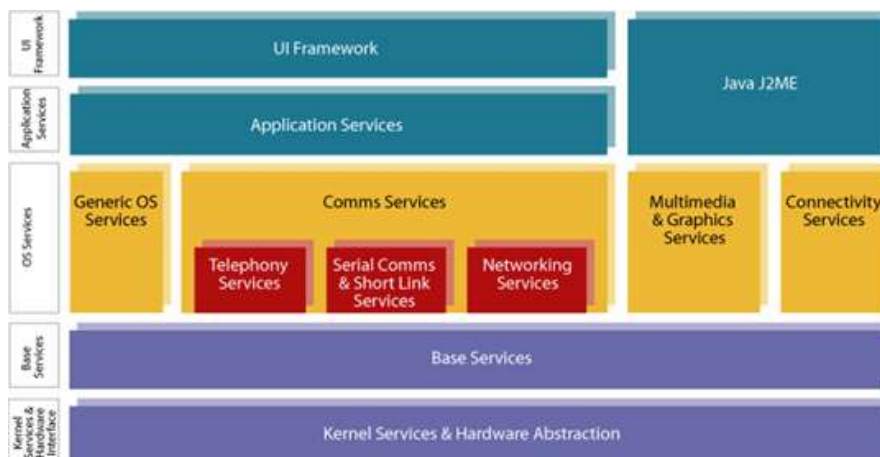 UI
Framework
UI Framework
Java J2ME
Application
Services
Application Services
OS Services
Generic OS
Services
Comms Services
Multimedia
& Graphics
Services
Connectivity
Services
Telephony
Services
Serial Comms
& Short Link
Services
Networking
Services
Base
Services
Base Services
Kernel
Services &
Hardware
Interface
Kernel Services & Hardware Abstraction